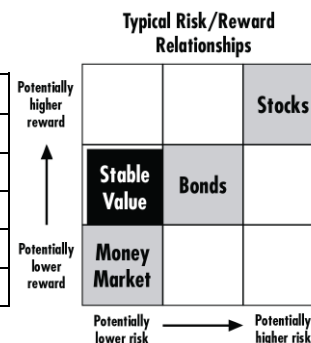 Typical Risk/Reward
Relationships
Potentially
higher
reward
Stocks
Stable
Value
Bonds
Potentially
lower
reward
Money
Market
Potentially
lower risk
Potentially
higher risk